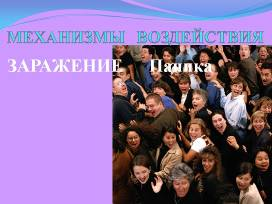 МЕХАНИЗМЫ ВОЗДЕЙСТВИЯ
ЗАРАЖЕНИЕ Паника